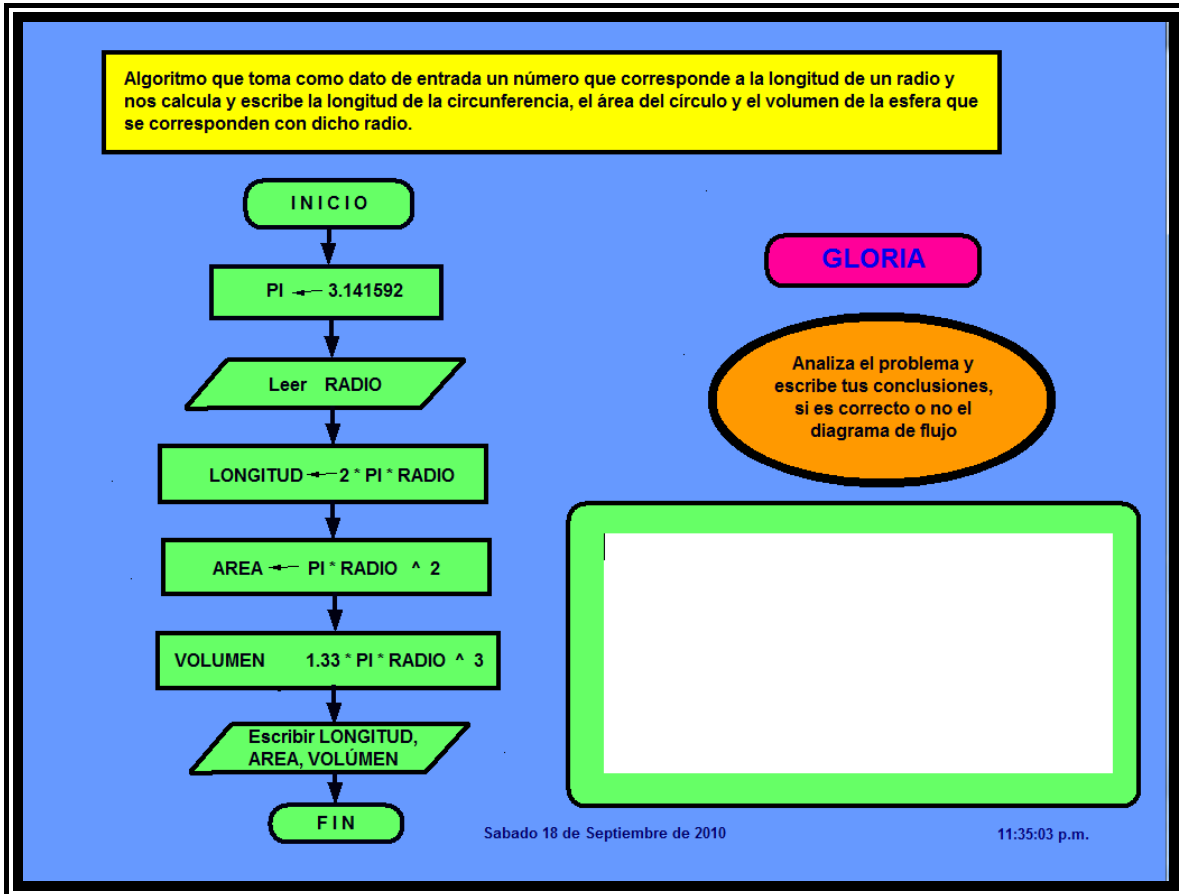 Algoritmo que toma como dato de entrada un número que corresponde a la longitud de un radio y
nos calcula y escribe la longitud de la circunferencia, el área del círculo y el volumen de la esfera que
se corresponden con dicho radio.
INICIO
PI ← 3.141592
Leer RADIO
LONGITUD ← 2 * PI * RADIO
AREA ← PI * RADIO ^ 2
VOLUMEN 1.33 * PI * RADIO ^ 3
Escribir LONGITUD,
AREA, VOLÚMEN
FIN
GLORIA
Analiza el problema y
escribe tus conclusiones,
si es correcto o no el
diagrama de flujo
Sabado 18 de Septiembre de 2010
11:35:03 p.m.